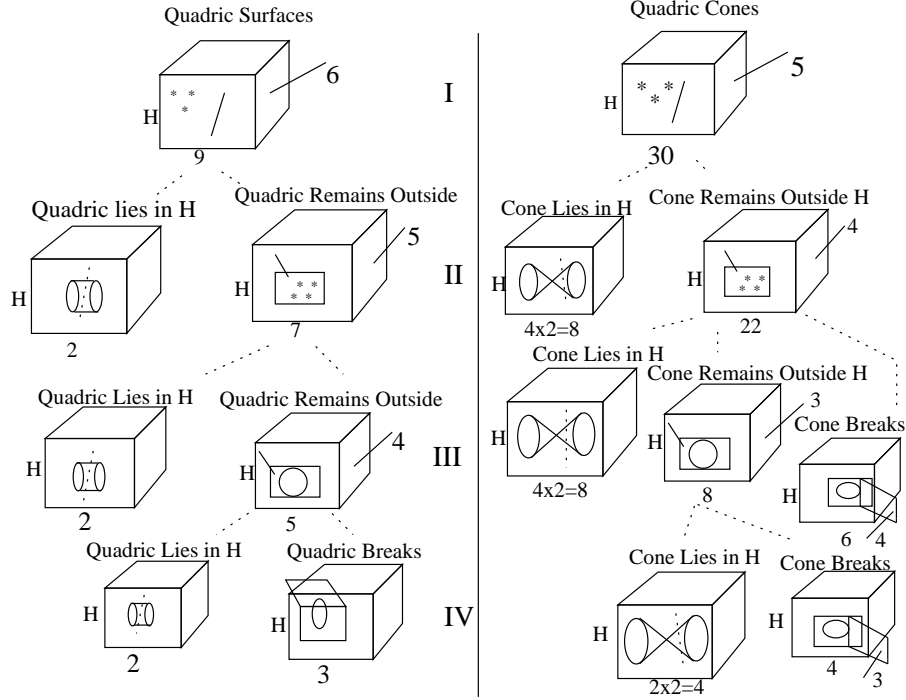 Quadric Surfaces
6
H
9
Quadric lies in H
H
2
Quadric Remains Outside
5
H
7
Quadric Lies in H
H
2
Quadric Remains Outside
4
H
5
Quadric Lies in H
H
2
Quadric Breaks
H
3
I
II
III
IV
Quadric Cones
5
H
30
Cone Lies in H
H
4x2=8
Cone Remains Outside H
4
H
22
Cone Lies in H
H
4x2=8
Cone Remains Outside H
3
H
8
Cone Breaks
H
6
4
Cone Lies in H
H
2x2=4
Cone Breaks
H
4
3